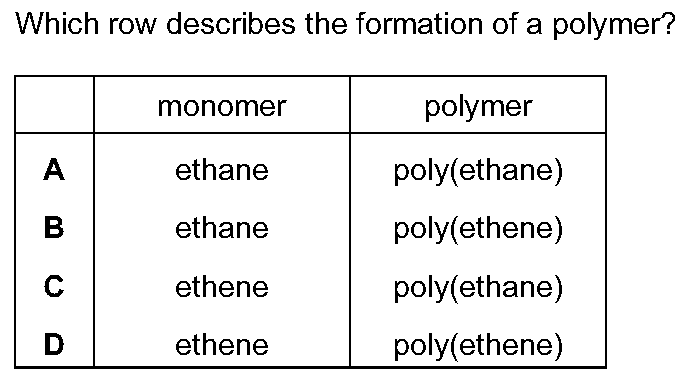 Which row describes the formation of a polymer?
monomer polymer
A ethane poly(ethane)
B ethane poly(ethene)
C ethene poly(ethane)
D ethene poly(ethene)